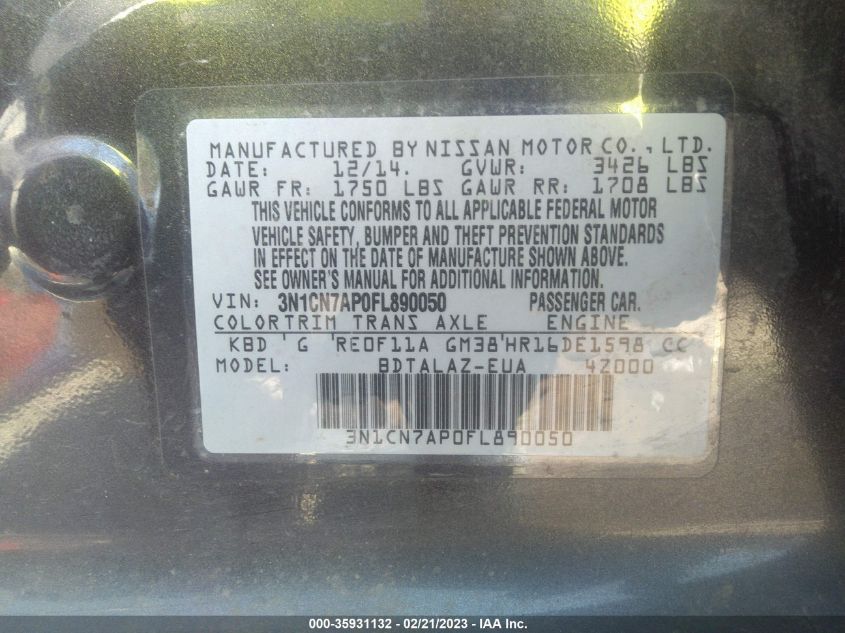 MANUFACTURED BY NISSAN MOTOR CO., LTD.
DATE: 12/14. GVWR: 3426 LBS
GAWR FR: 1750 LBS GAWR RR: 1708 LBS
THIS VEHICLE CONFORMS TO ALL APPLICABLE FEDERAL MOTOR
VEHICLE SAFETY, BUMPER AND THEFT PREVENTION STANDARDS
IN EFFECT ON THE DATE OF MANUFACTURE SHOWN ABOVE.
SEE OWNER'S MANUAL FOR ADDITIONAL INFORMATION.
VIN: 3N1CN7AP0FL890050 PASSENGER CAR.
COLORTRIM TRANS AXLE ENGINE
KBD 'G 'RE0F11A GM38'HR16DE1598 CC
MODEL: BDTALAZ-EUA 42000
3N1CN7AP0FL890050
000-35931132 - 02/21/2023 - IAA Inc.